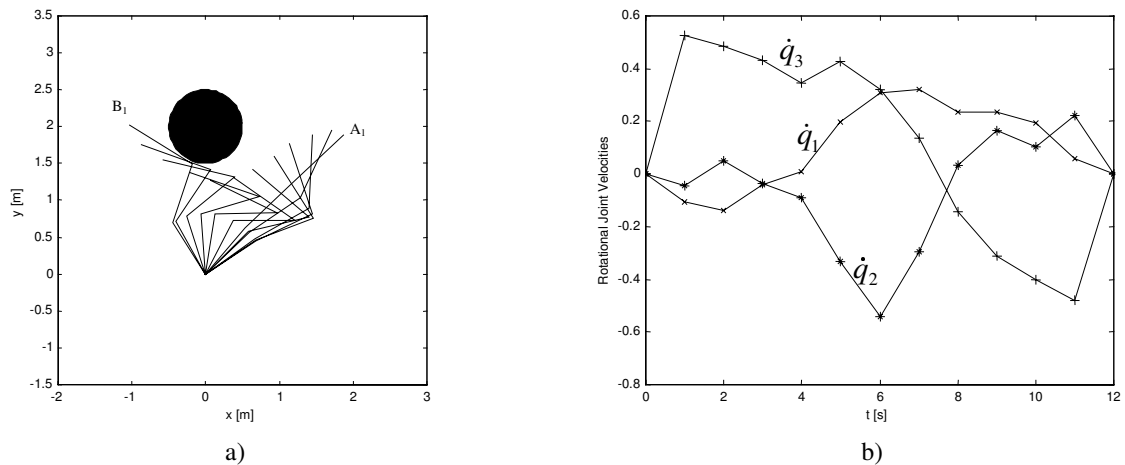 3.5
3
2.5
2
1.5
1
0.5
0
-0.5
-1
-1.5
-2 -1 0 1 2 3
y [m]
x [m]
B1
A1
a)
0.6
0.4
0.2
0
-0.2
-0.4
-0.6
-0.8
0 2 4 6 8 10 12
Rotational Joint Velocities
t [s]
q̇3
q̇1
q̇2
b)